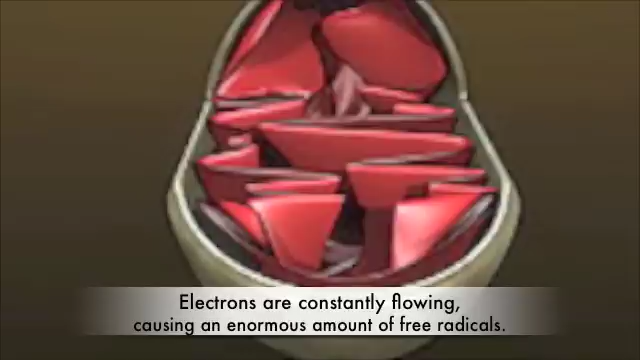 Electrons are constantly flowing,
causing an enormous amount of free radicals.